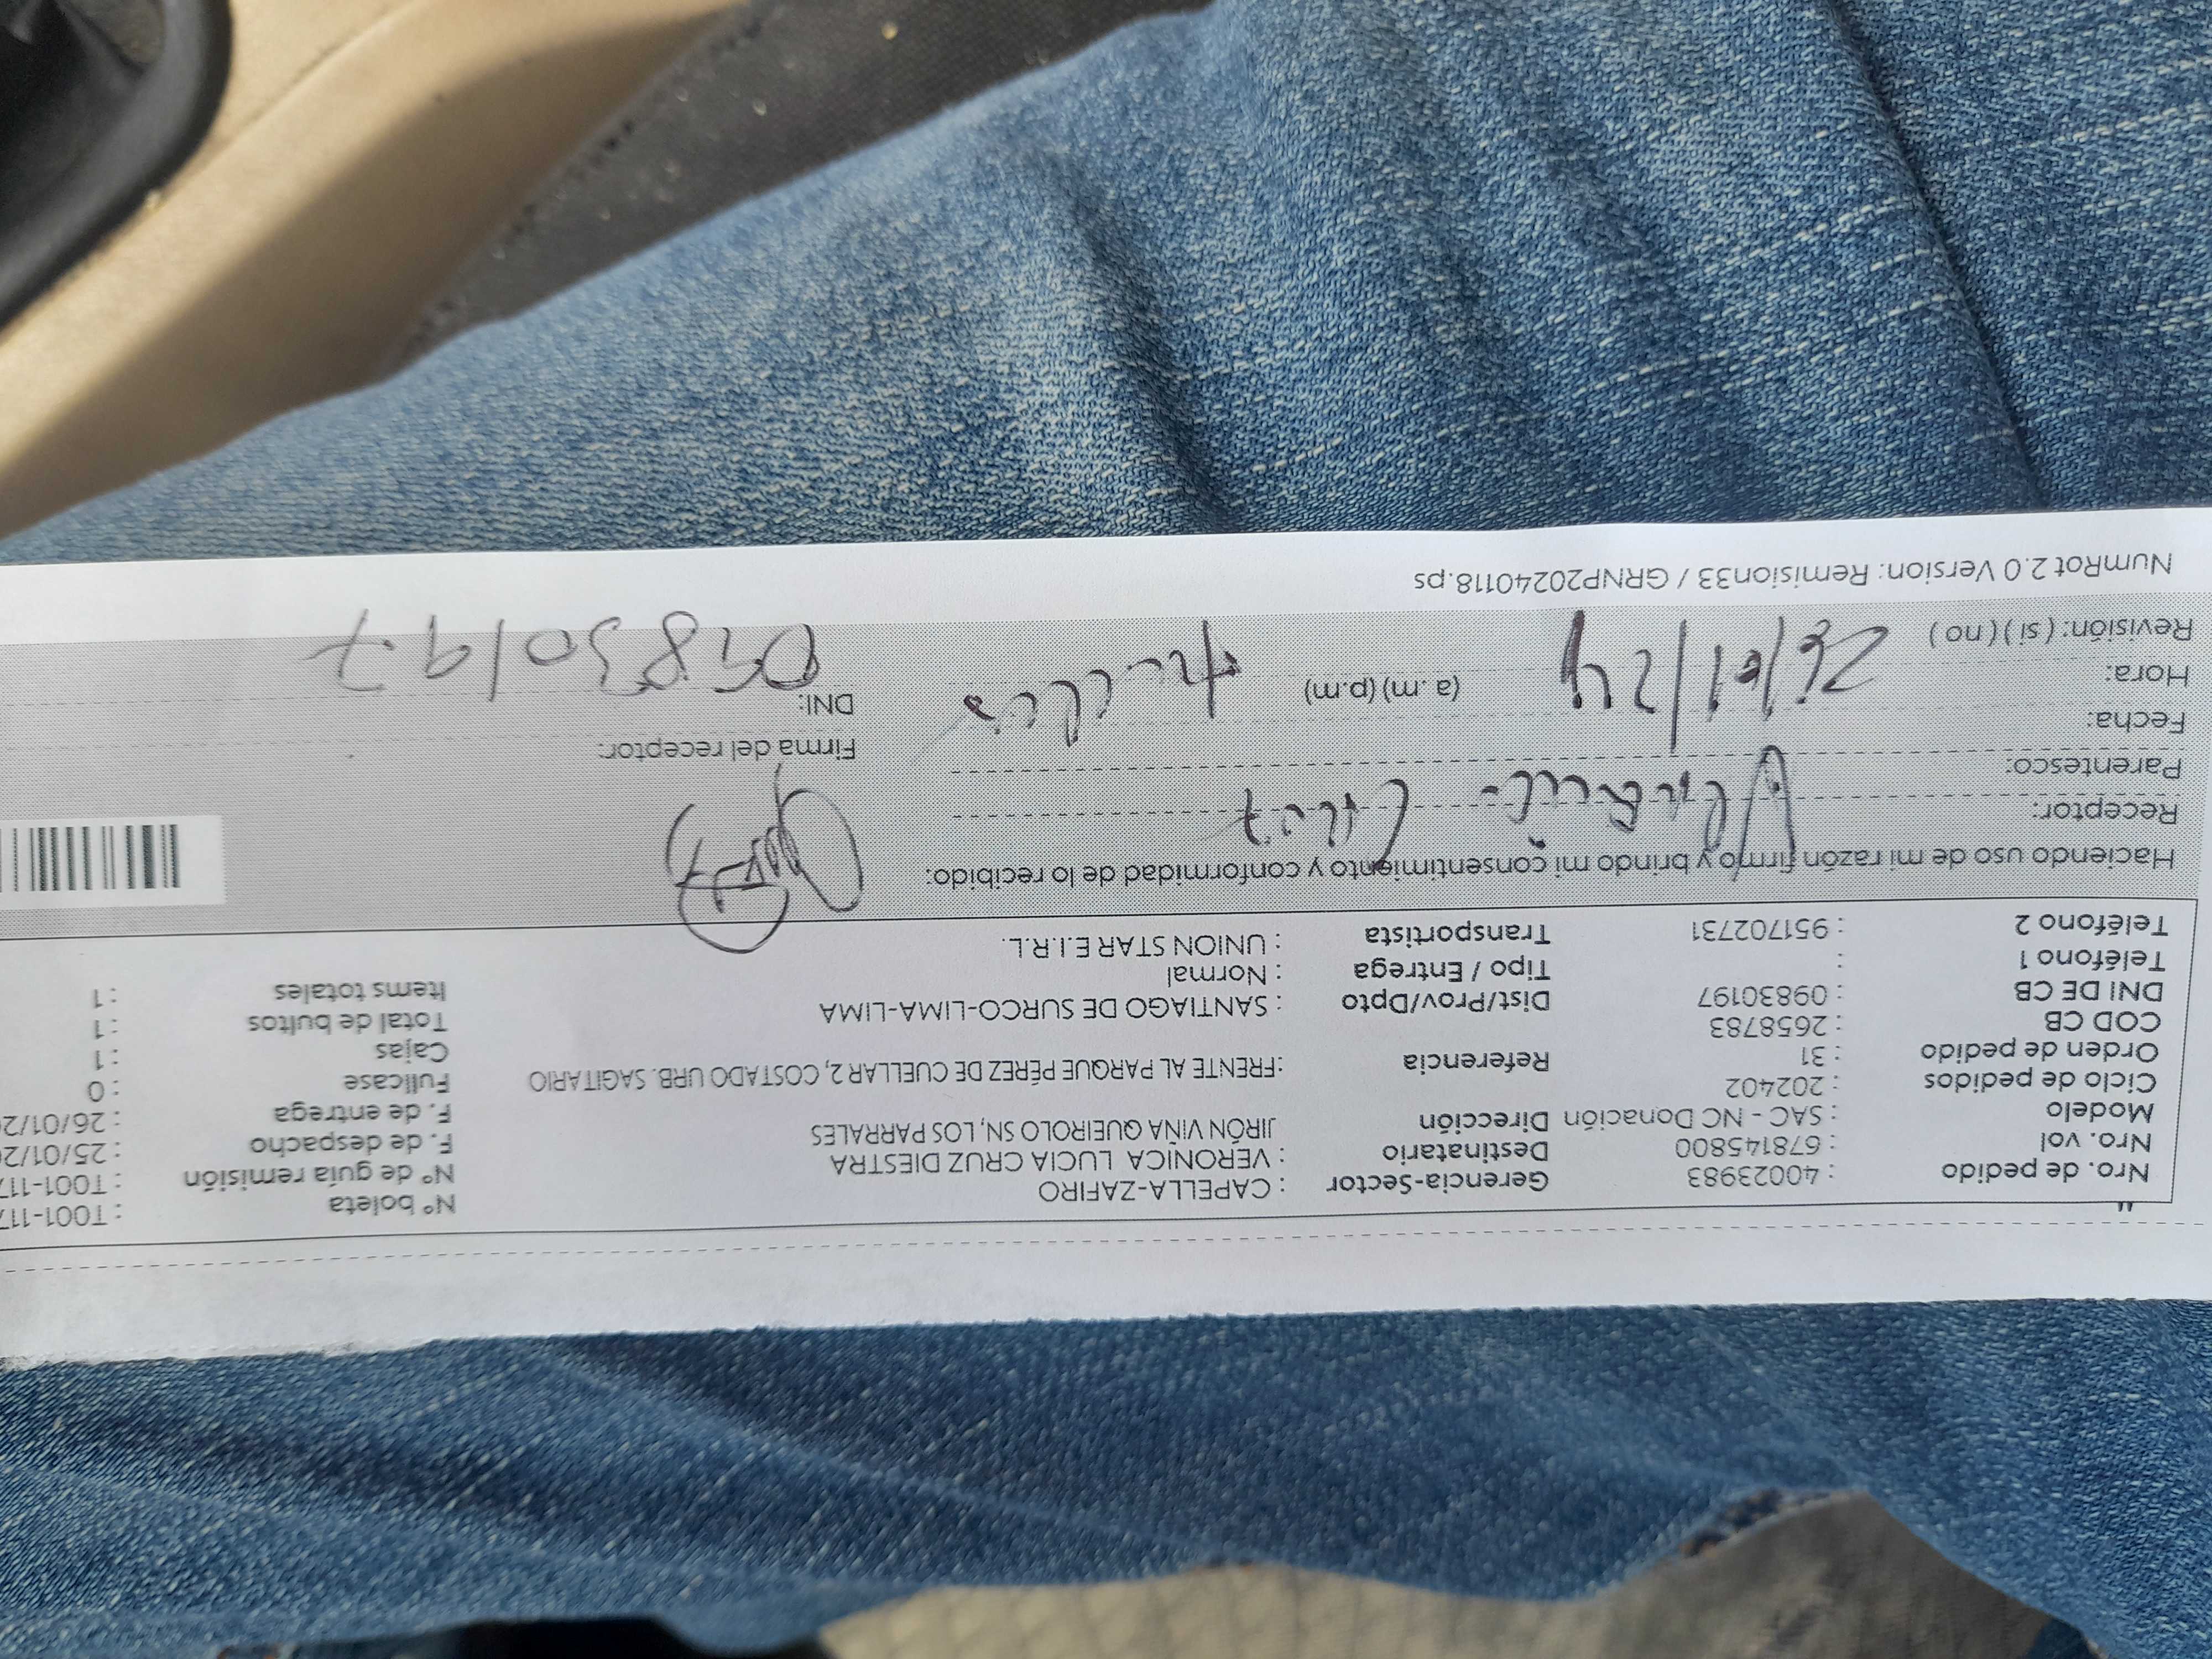 Nro. de pedido : 40023983 Gerencia-Sector : CAPELLA-ZAFIRO Nº boleta : T001-117
Nro. vol : 678145800 Destinatario : VERONICA LUCIA CRUZ DIESTRA Nº de guía remisión : T001-117
Modelo : SAC - NC Donación Dirección JIRÓN VIÑA QUEIROLO SN, LOS PARRALES F. de despacho : 25/01/2
Ciclo de pedidos : 202402 F. de entrega : 26/01/20
Orden de pedido : 31 Referencia :FRENTE AL PARQUE PÉREZ DE CUELLAR 2, COSTADO URB. SAGITARIO Fullcase : 0
COD CB : 2658783 Cajas : 1
DNI DE CB : 09830197 Dist/Prov/Dpto : SANTIAGO DE SURCO-LIMA-LIMA Total de bultos : 1
Teléfono 1 : Tipo / Entrega : Normal Items totales : 1
Teléfono 2 : 951702731 Transportista : UNION STAR E.I.R.L.
Haciendo uso de mi razón firmo y brindo mi consentimiento y conformidad de lo recibido:
Receptor: Cruz
Parentesco:
Fecha: Firma del receptor:
Hora: 26/01/24 (a.m) (p.m) DNI: 09830197
Revisión: ( si ) ( no )
NumRot 2.0 Version: Remision33 / GRNP20240118.ps